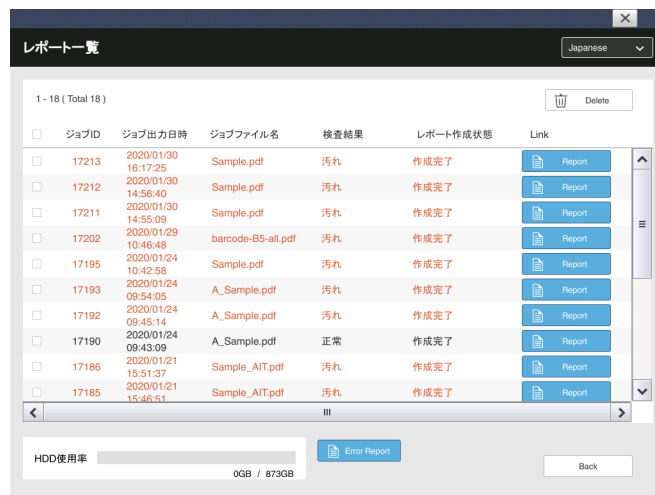 レポート一覧
Japanese
1 - 18 ( Total 18 )
Delete
ジョブID ジョブ出力日時 ジョブファイル名 検査結果 レポート作成状態 Link
17213 2020/01/30 16:17:25 Sample.pdf 汚れ 作成完了 Report
17212 2020/01/30 14:56:40 Sample.pdf 汚れ 作成完了 Report
17211 2020/01/30 14:55:09 Sample.pdf 汚れ 作成完了 Report
17202 2020/01/29 10:46:48 barcode-B5-all.pdf 汚れ 作成完了 Report
17195 2020/01/24 10:42:58 Sample.pdf 汚れ 作成完了 Report
17193 2020/01/24 09:54:05 A_Sample.pdf 汚れ 作成完了 Report
17192 2020/01/24 09:45:14 A_Sample.pdf 汚れ 作成完了 Report
17190 2020/01/24 09:43:09 A_Sample.pdf 正常 作成完了 Report
17186 2020/01/21 15:51:37 Sample_AIT.pdf 汚れ 作成完了 Report
17185 2020/01/21 15:46:51 Sample_AIT.pdf 汚れ 作成完了 Report
HDD使用率
0GB / 873GB
Error Report
Back